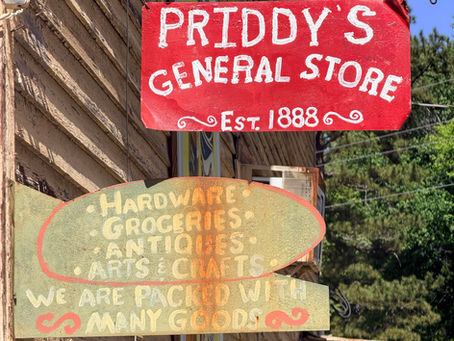 PRIDDY'S
GENERAL STORE
EST. 1888
• HARDWARE •
• GROCERIES •
• ANTIQUES •
• ARTS & CRAFTS •
WE ARE PACKED WITH
MANY GOODS